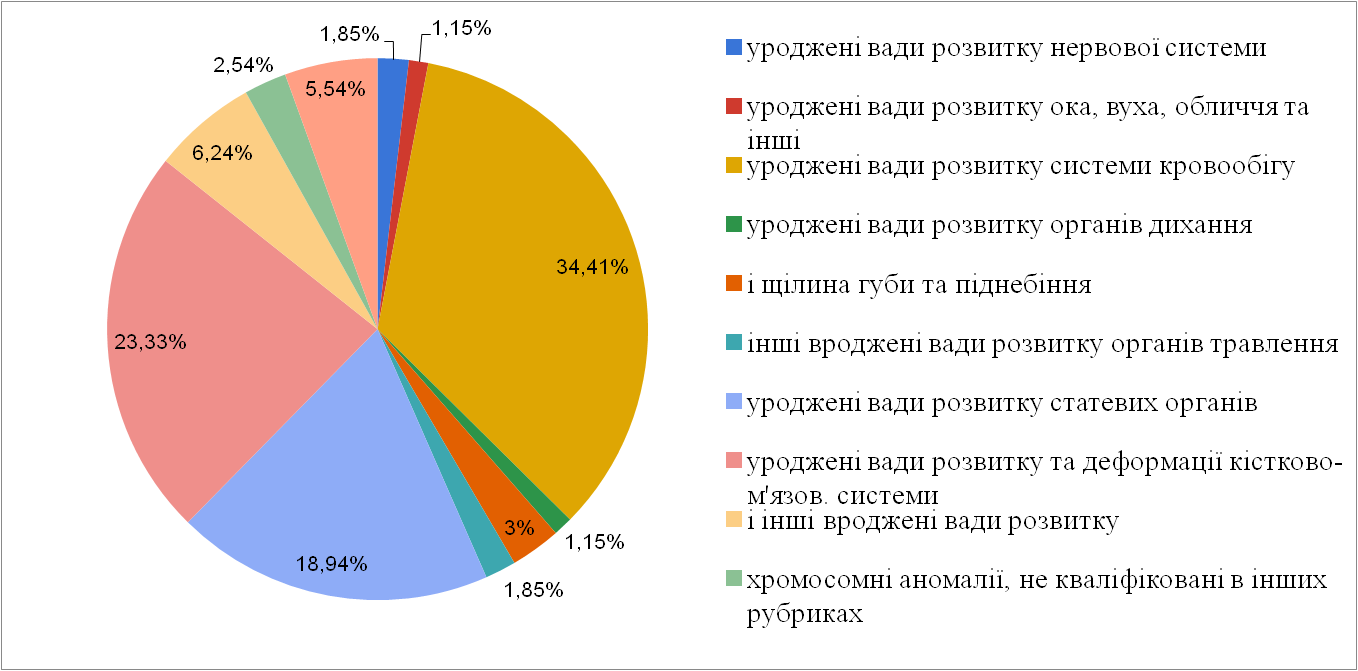 1,85%
1,15%
2,54%
5,54%
6,24%
34,41%
23,33%
3%
1,15%
18,94%
1,85%
уроджені вади розвитку нервової системи
уроджені вади розвитку ока, вуха, обличчя та
інші
уроджені вади розвитку системи кровообігу
уроджені вади розвитку органів дихання
і щілина губи та піднебіння
інші вроджені вади розвитку органів травлення
уроджені вади розвитку статевих органів
уроджені вади розвитку та деформації кістково-
м'язов. системи
і інші вроджені вади розвитку
хромосомні аномалії, не кваліфіковані в інших
рубриках